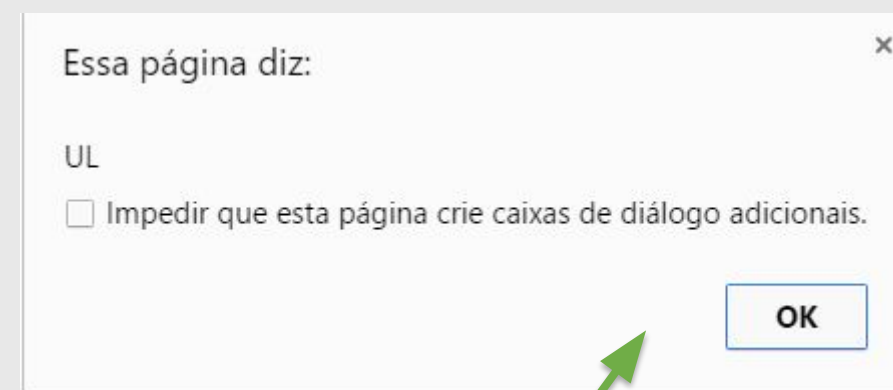 Essa página diz:
UL
Impedir que esta página crie caixas de diálogo adicionais.
OK